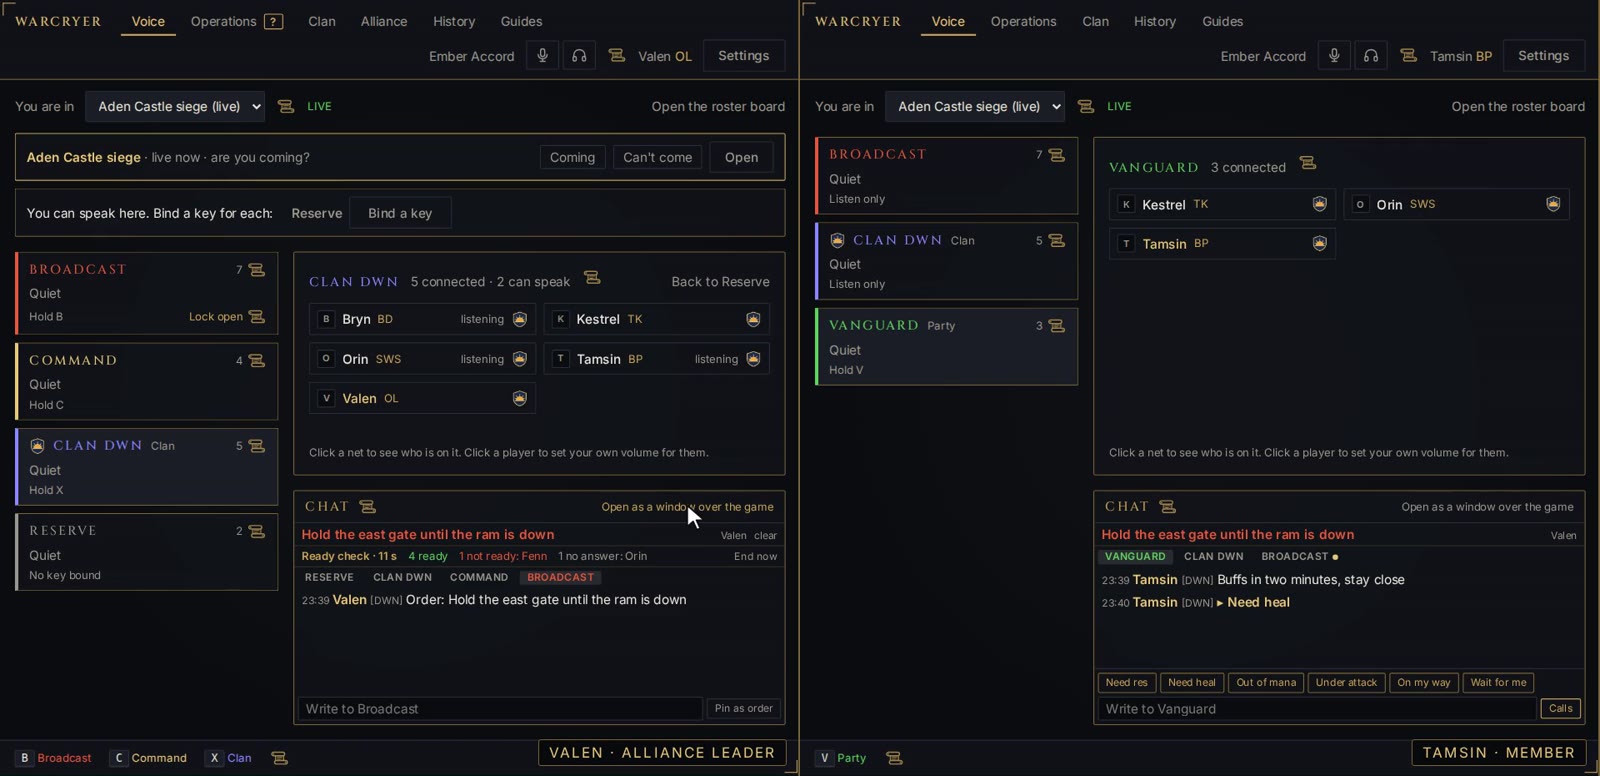 WARCRYER Voice Operations ? Clan Alliance History Guides
Ember Accord Valen OL Settings
You are in Aden Castle siege (live) LIVE Open the roster board
Aden Castle siege · live now · are you coming? Coming Can't come Open
You can speak here. Bind a key for each: Reserve Bind a key
BROADCAST 7
Quiet
Hold B Lock open
COMMAND 4
Quiet
Hold C
CLAN DWN Clan 5
Quiet
Hold X
RESERVE 2
Quiet
No key bound
CLAN DWN 5 connected · 2 can speak Back to Reserve
B Bryn BD listening K Kestrel TK
O Orin SWS listening T Tamsin BP listening
V Valen OL
Click a net to see who is on it. Click a player to set your own volume for them.
CHAT Open as a window over the game
Hold the east gate until the ram is down Valen clear
Ready check · 11 s 4 ready 1 not ready: Fenn 1 no answer: Orin End now
RESERVE CLAN DWN COMMAND BROADCAST
23:39 Valen [DWN] Order: Hold the east gate until the ram is down
Write to Broadcast Pin as order
B Broadcast C Command X Clan VALEN · ALLIANCE LEADER
WARCRYER Voice Operations Clan History Guides
Ember Accord Tamsin BP Settings
You are in Aden Castle siege (live) LIVE Open the roster board
BROADCAST 7
Quiet
Listen only
CLAN DWN Clan 5
Quiet
Listen only
VANGUARD Party 3
Quiet
Hold V
VANGUARD 3 connected
K Kestrel TK O Orin SWS
T Tamsin BP
Click a net to see who is on it. Click a player to set your own volume for them.
CHAT Open as a window over the game
Hold the east gate until the ram is down Valen
VANGUARD CLAN DWN BROADCAST ●
23:39 Tamsin [DWN] Buffs in two minutes, stay close
23:40 Tamsin [DWN] ▸ Need heal
Need res Need heal Out of mana Under attack On my way Wait for me
Write to Vanguard Calls
V Party TAMSIN · MEMBER